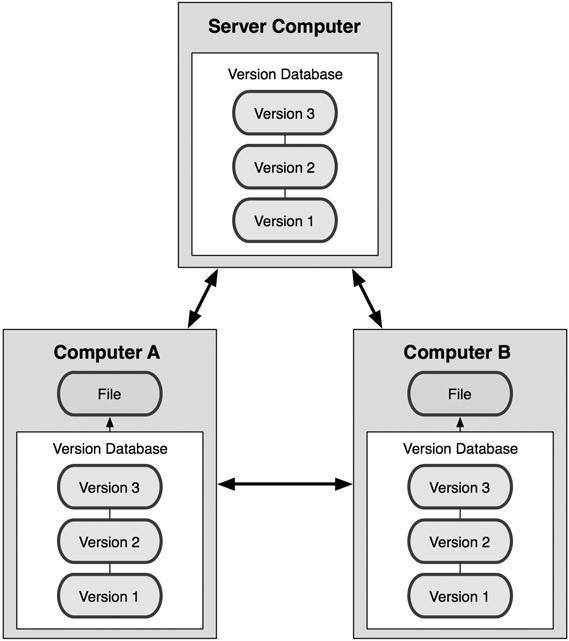 Server Computer
Version Database
Version 3
Version 2
Version 1
Computer A
File
Version Database
Version 3
Version 2
Version 1
Computer B
File
Version Database
Version 3
Version 2
Version 1